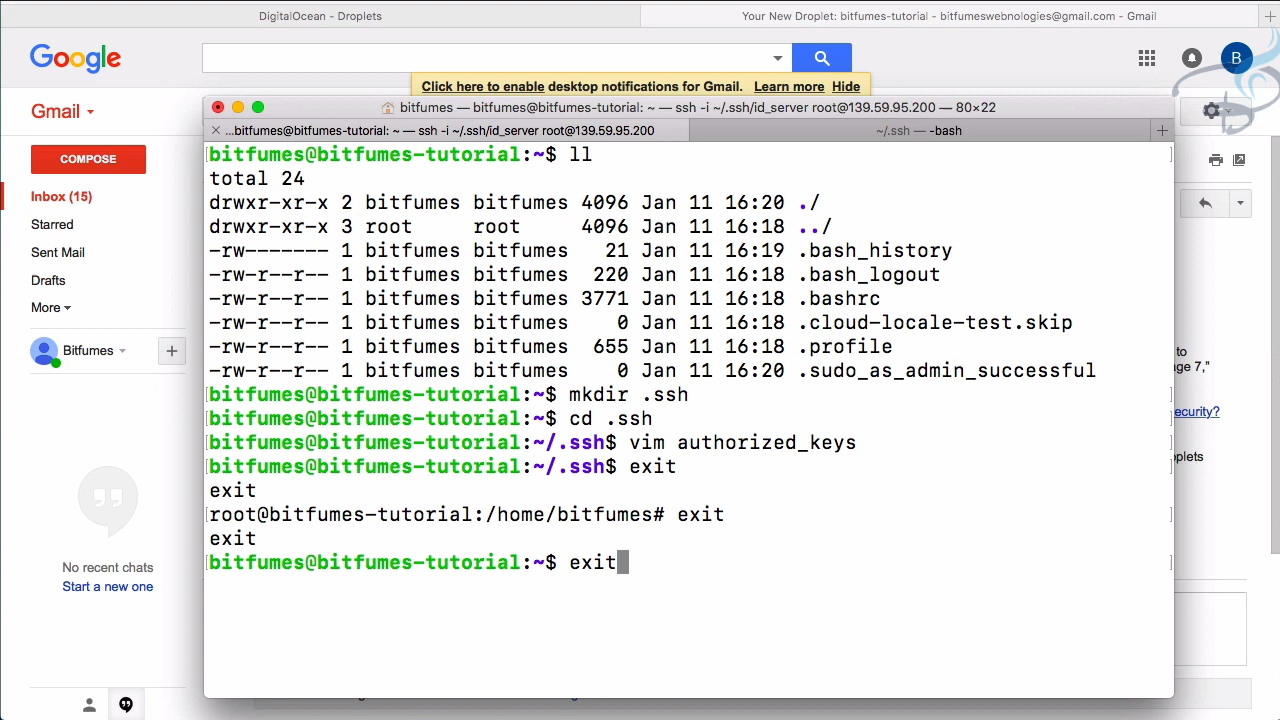 DigitalOcean - Droplets
Your New Droplet: bitfumes-tutorial - bitfumeswebnologies@gmail.com - Gmail
Google
B
Click here to enable desktop notifications for Gmail. Learn more Hide
Gmail
COMPOSE
Inbox (15)
Starred
Sent Mail
Drafts
More
Bitfumes
No recent chats
Start a new one
bitfumes — bitfumes@bitfumes-tutorial: ~ — ssh -i ~/.ssh/id_server root@139.59.95.200 — 80×22
...bitfumes@bitfumes-tutorial: ~ — ssh -i ~/.ssh/id_server root@139.59.95.200
~/.ssh — -bash
bitfumes@bitfumes-tutorial:~$ ll
total 24
drwxr-xr-x 2 bitfumes bitfumes 4096 Jan 11 16:20 ./
drwxr-xr-x 3 root     root     4096 Jan 11 16:18 ../
-rw------- 1 bitfumes bitfumes   21 Jan 11 16:19 .bash_history
-rw-r--r-- 1 bitfumes bitfumes  220 Jan 11 16:18 .bash_logout
-rw-r--r-- 1 bitfumes bitfumes 3771 Jan 11 16:18 .bashrc
-rw-r--r-- 1 bitfumes bitfumes    0 Jan 11 16:18 .cloud-locale-test.skip
-rw-r--r-- 1 bitfumes bitfumes  655 Jan 11 16:18 .profile
-rw-r--r-- 1 bitfumes bitfumes    0 Jan 11 16:20 .sudo_as_admin_successful
bitfumes@bitfumes-tutorial:~$ mkdir .ssh
bitfumes@bitfumes-tutorial:~$ cd .ssh
bitfumes@bitfumes-tutorial:~/.ssh$ vim authorized_keys
bitfumes@bitfumes-tutorial:~/.ssh$ exit
exit
root@bitfumes-tutorial:/home/bitfumes# exit
exit
bitfumes@bitfumes-tutorial:~$ exit
to
ge 7,"
ecurity?
plets